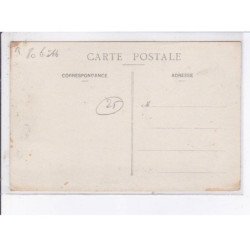 CARTE POSTALE
CORRESPONDANCE
ADRESSE
25
M